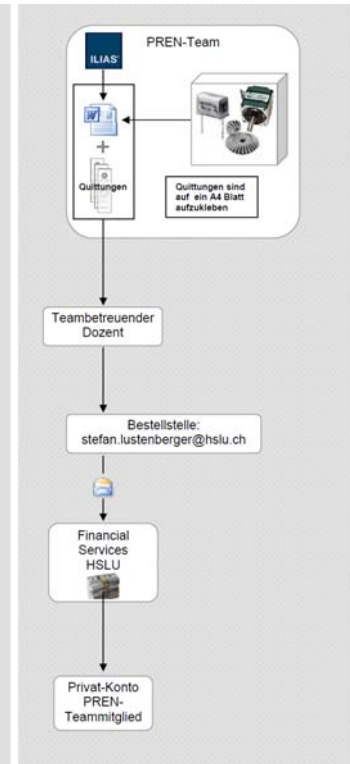 PREN-Team
ILIAS
W
Quittungen
Quittungen sind
auf ein A4 Blatt
aufzukleben
Teambetreuender
Dozent
Bestellstelle:
stefan.lustenberger@hslu.ch
Financial
Services
HSLU
Privat-Konto
PREN-
Teammitglied